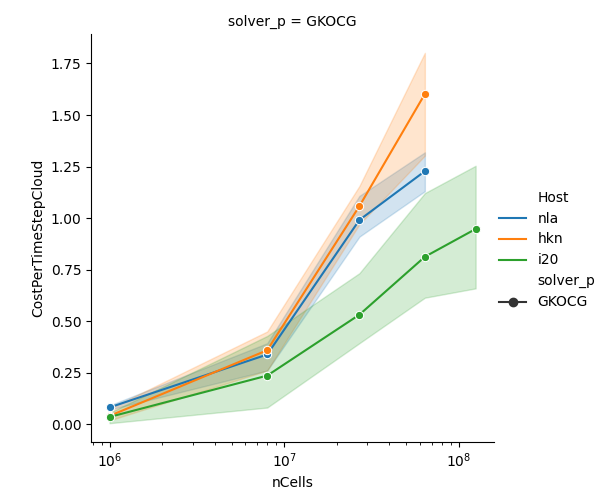 solver_p = GKOCG
CostPerTimeStepCloud
1.75
1.50
1.25
1.00
0.75
0.50
0.25
0.00
10^6
10^7
10^8
nCells
Host
nla
hkn
i20
solver_p
GKOCG